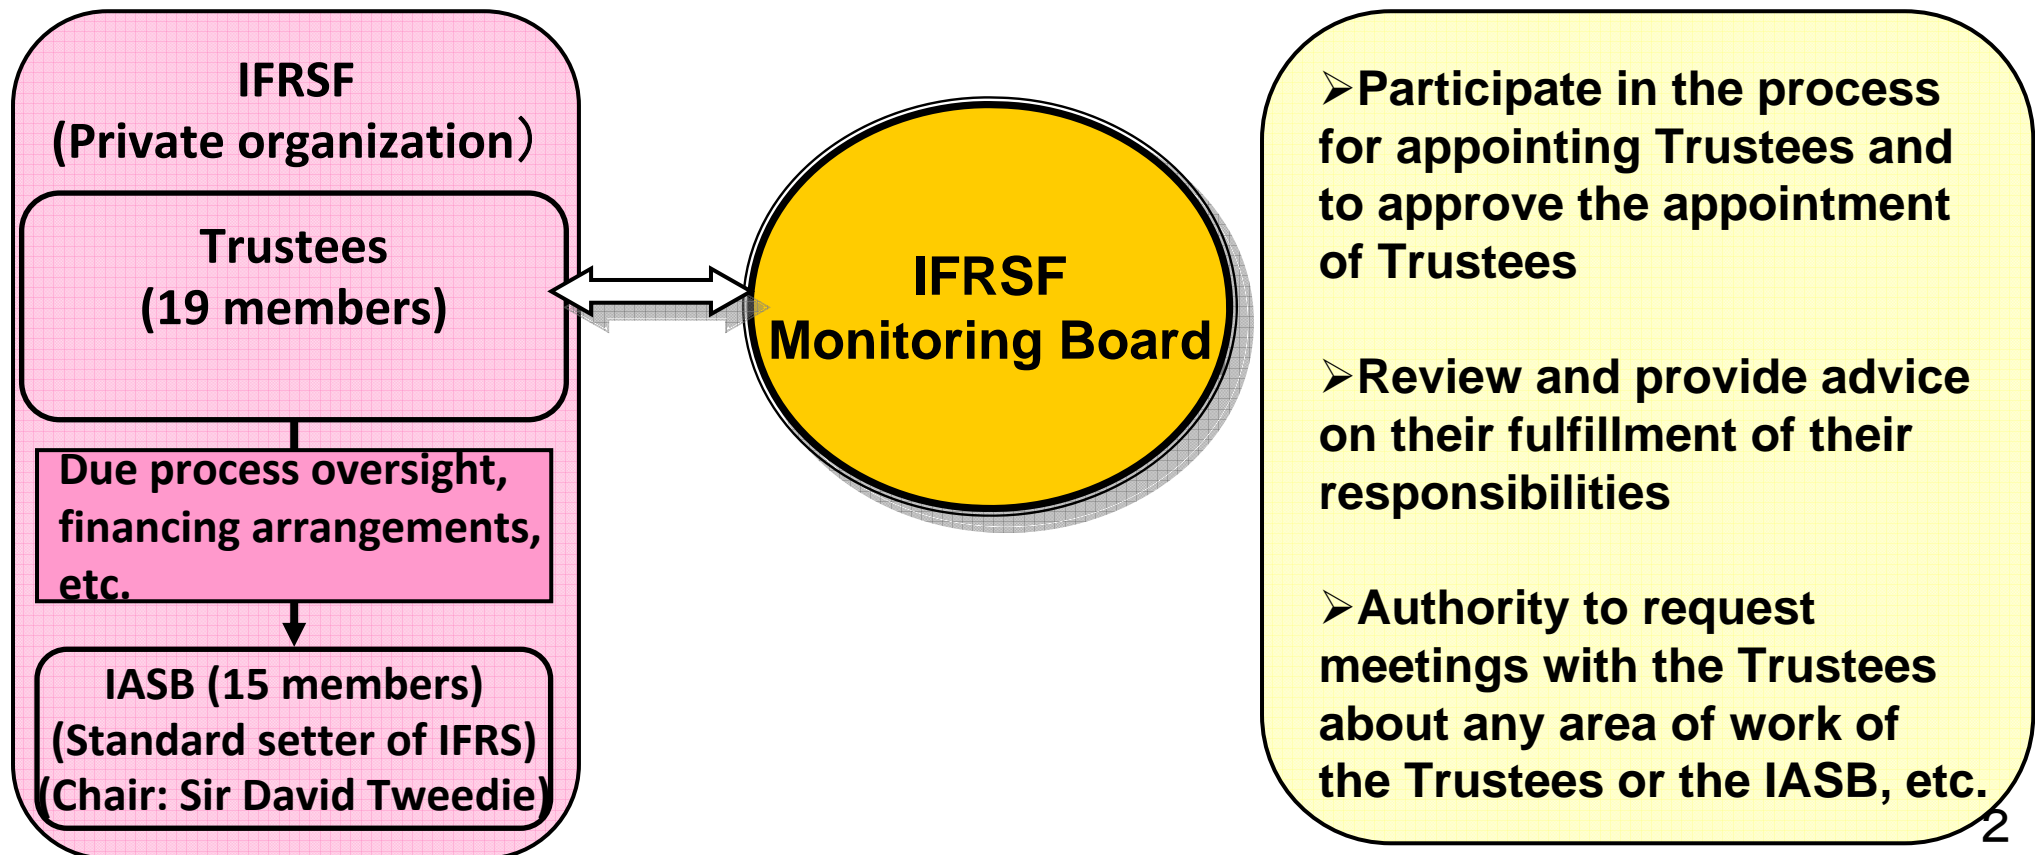 IFRSF
(Private organization）
Trustees
(19 members)
Due process oversight,
financing arrangements,
etc.
IASB (15 members)
(Standard setter of IFRS)
(Chair: Sir David Tweedie)
IFRSF
Monitoring Board
➢Participate in the process
for appointing Trustees and
to approve the appointment
of Trustees
➢Review and provide advice
on their fulfillment of their
responsibilities
➢Authority to request
meetings with the Trustees
about any area of work of
the Trustees or the IASB, etc.
2